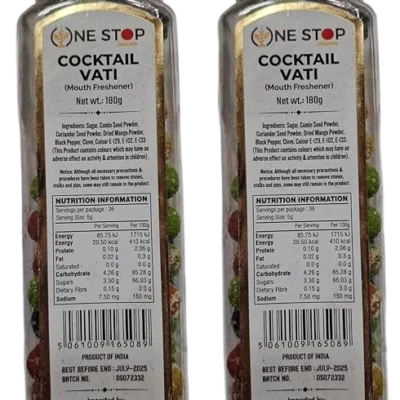 ONE STOP
COCKTAIL
VATI
(Mouth Freshener)
Net wt.: 180g
Ingredients: Sugar, Cumin Seed Powder,
Coriander Seed Powder, Dried Mango Powder,
Black Pepper, Clove, Colour E-129, E-102, E-133
(This Product contains colours which may have an
adverse effect on activity & attention in children).
Notice: Although all necessary precautions &
procedures have been taken to remove stones,
stalks and pips, some may still remain in the product.
NUTRITION INFORMATION
Servings per package : 36
Serving Size: 5g
Per Serving Per 100g
Energy 85.75 kJ 1715 kJ
Energy 20.50 kcal 410 kcal
Protein 0.10 g 2.06 g
Fat 0.02 g 0.3 g
Saturated 0.0 g 0.0 g
Carbohydrate 4.26 g 85.28 g
Sugars 3.30 g 66.03 g
Dietary Fibre 0.15 g 3.0 g
Sodium 7.50 mg 150 mg
5 061009 165089
PRODUCT OF INDIA
BEST BEFORE END : JULY-2025
BATCH NO. : 05072332
ONE STOP
COCKTAIL
VATI
(Mouth Freshener)
Net wt.: 180g
Ingredients: Sugar, Cumin Seed Powder,
Coriander Seed Powder, Dried Mango Powder,
Black Pepper, Clove, Colour E-129, E-102, E-133
(This Product contains colours which may have an
adverse effect on activity & attention in children).
Notice: Although all necessary precautions &
procedures have been taken to remove stones,
stalks and pips, some may still remain in the product.
NUTRITION INFORMATION
Servings per package : 36
Serving Size: 5g
Per Serving Per 100g
Energy 85.75 kJ 1715 kJ
Energy 20.50 kcal 410 kcal
Protein 0.10 g 2.06 g
Fat 0.02 g 0.3 g
Saturated 0.0 g 0.0 g
Carbohydrate 4.26 g 85.28 g
Sugars 3.30 g 66.03 g
Dietary Fibre 0.15 g 3.0 g
Sodium 7.50 mg 150 mg
5 061009 165089
PRODUCT OF INDIA
BEST BEFORE END : JULY-2025
BATCH NO. : 05072332